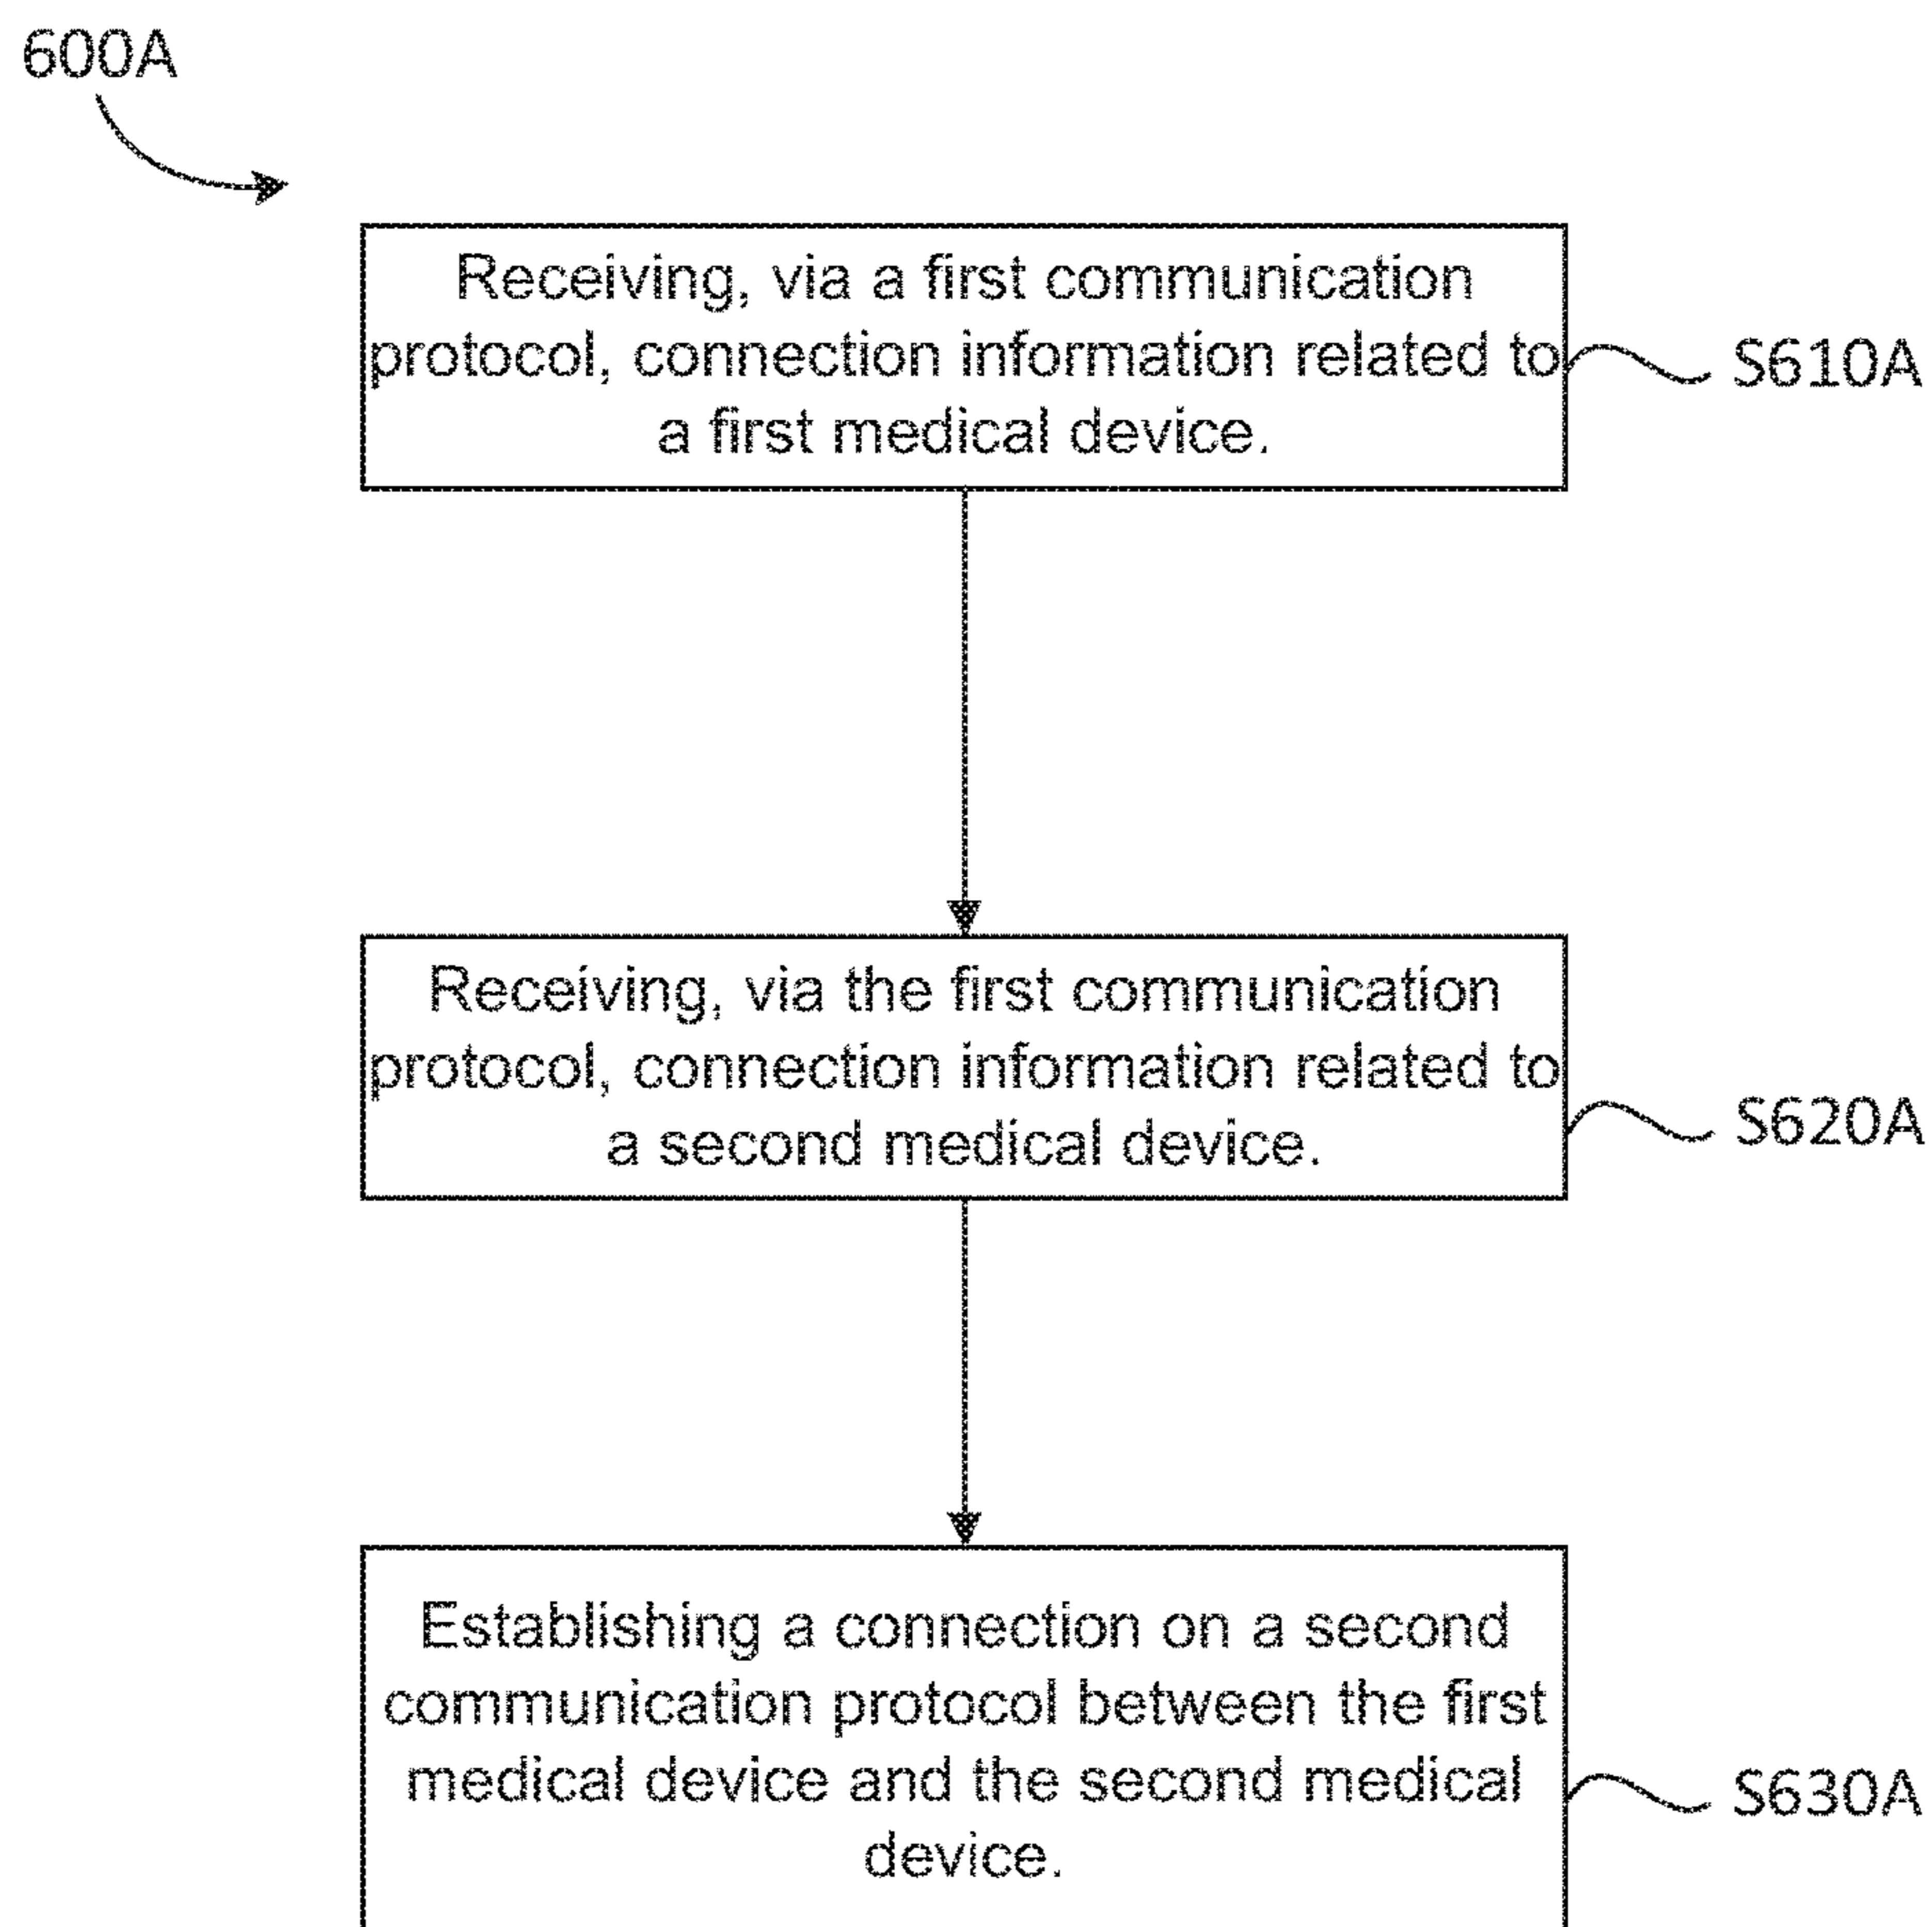 600A
Receiving, via a first communication
protocol, connection information related to
a first medical device.
S610A
Receiving, via the first communication
protocol, connection information related to
a second medical device.
S620A
Establishing a connection on a second
communication protocol between the first
medical device and the second medical
device.
S630A